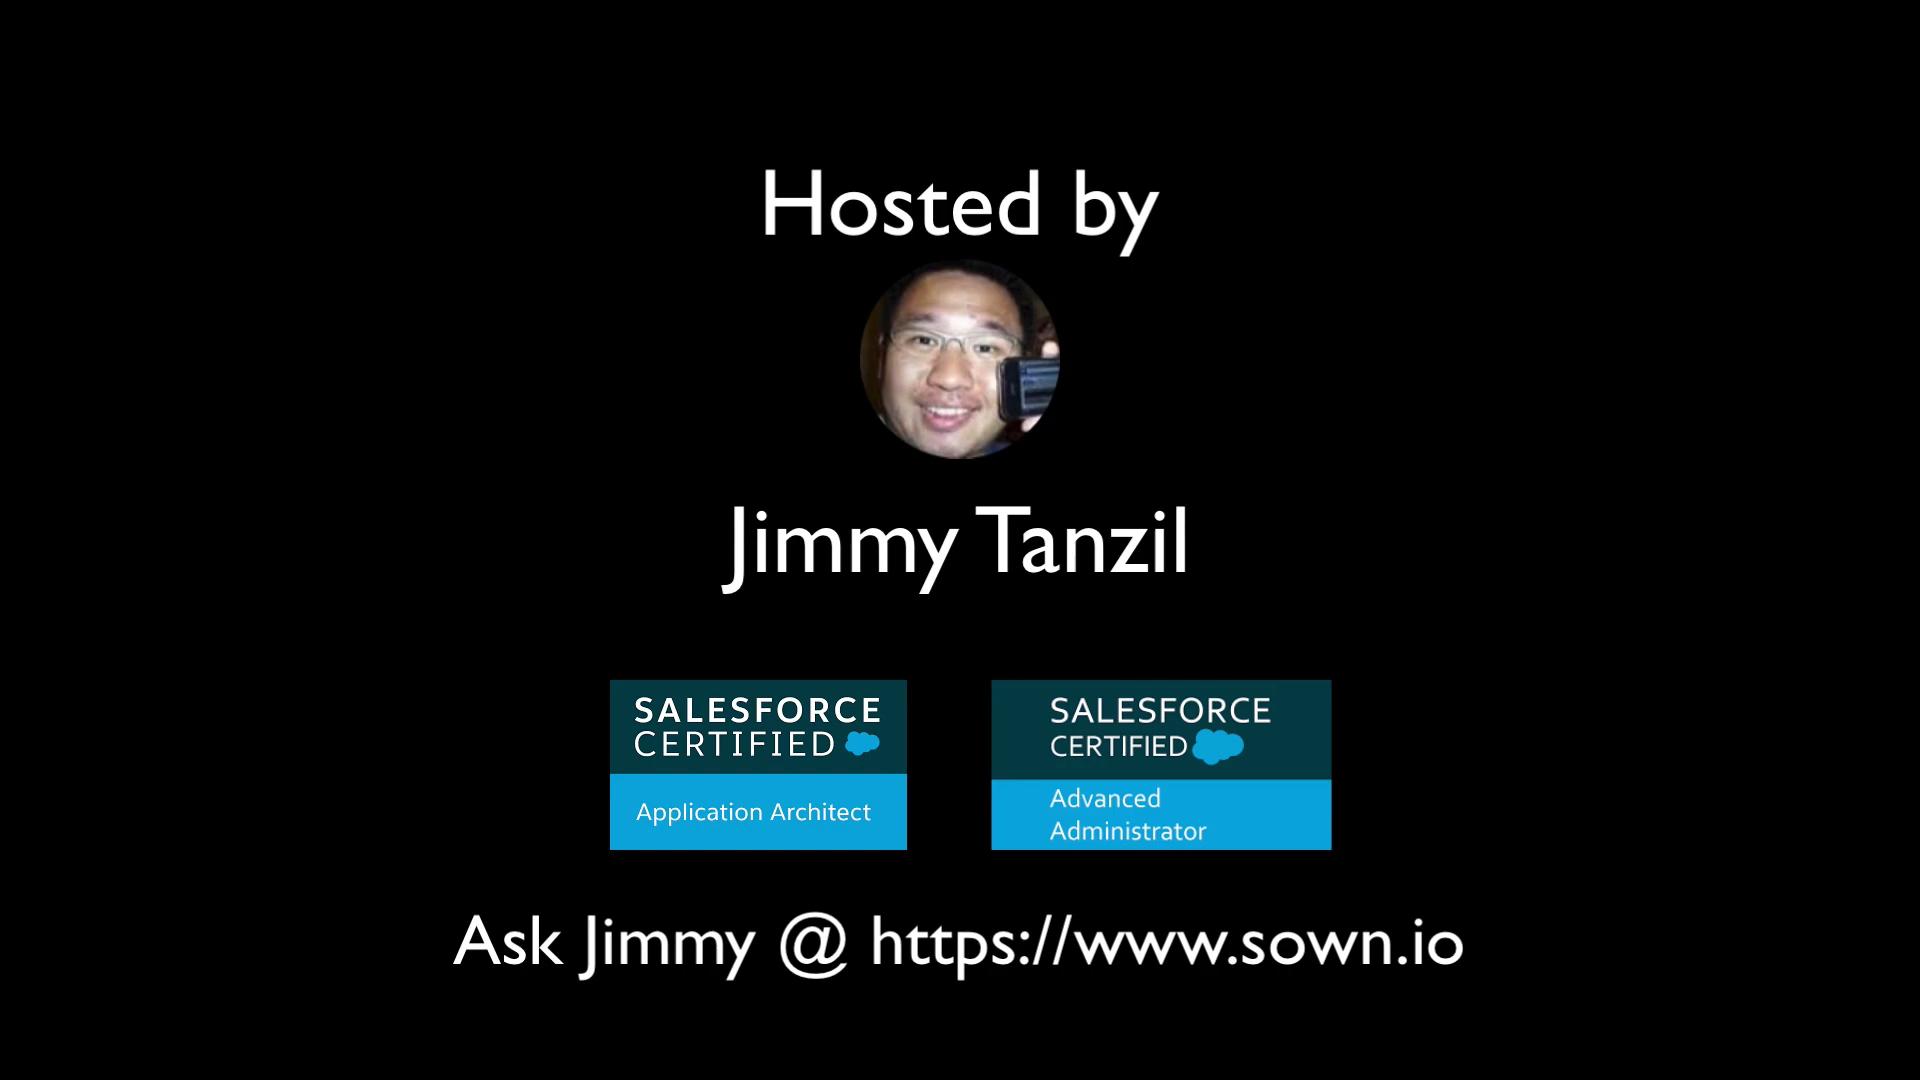 Hosted by
Jimmy Tanzil
SALESFORCE
CERTIFIED
Application Architect
SALESFORCE
CERTIFIED
Advanced
Administrator
Ask Jimmy @ https://www.sown.io